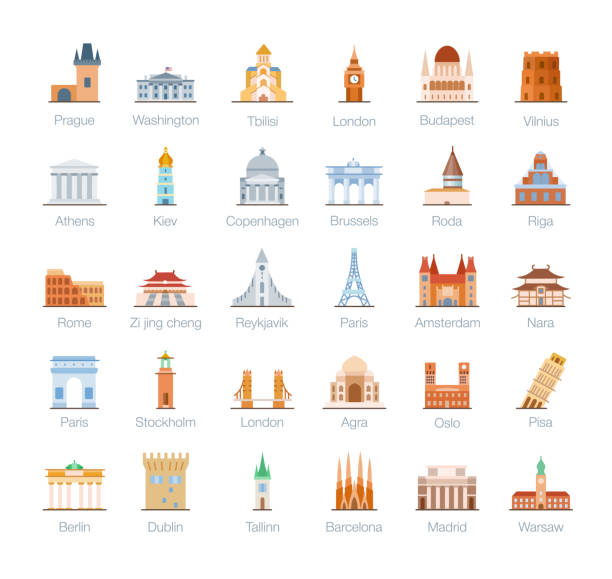 Prague Washington Tbilisi London Budapest Vilnius
Athens Kiev Copenhagen Brussels Roda Riga
Rome Zi jing cheng Reykjavik Paris Amsterdam Nara
Paris Stockholm London Agra Oslo Pisa
Berlin Dublin Tallinn Barcelona Madrid Warsaw